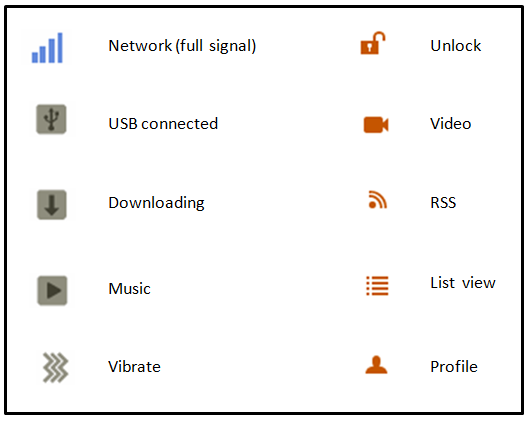 Network (full signal) Unlock
USB connected Video
Downloading RSS
Music List view
Vibrate Profile